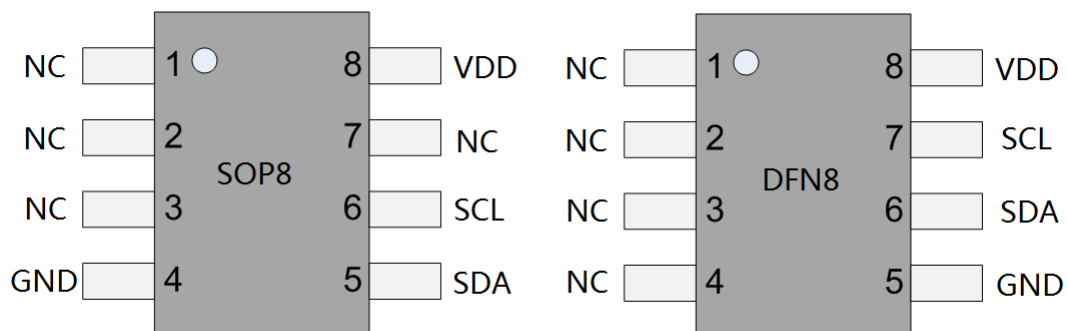 NC 1 8 VDD
NC 2 7 NC
SOP8
NC 3 6 SCL
GND 4 5 SDA
NC 1 8 VDD
NC 2 7 SCL
DFN8
NC 3 6 SDA
NC 4 5 GND